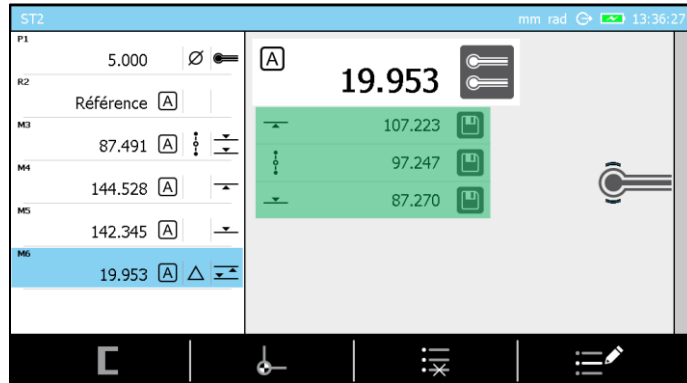 ST2
mm rad 13:36:27
P1
5.000 Ø
R2
Référence A
M3
87.491 A
M4
144.528 A
M5
142.345 A
M6
19.953 A
A
19.953
107.223
97.247
87.270